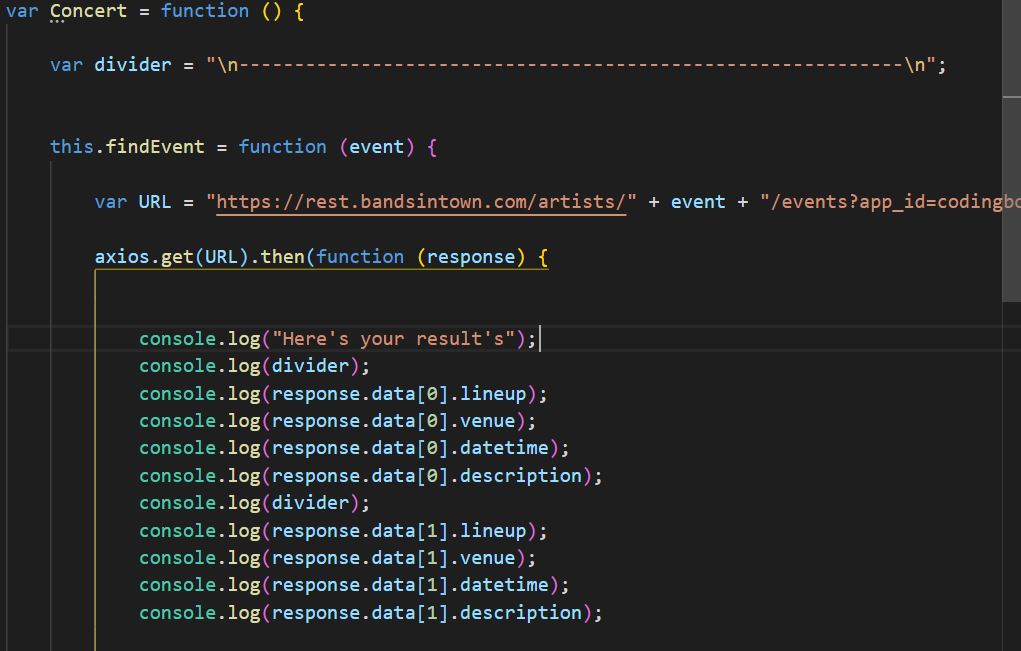 var Concert = function () {
var divider = "\n------------------------------------------------------------\n";
this.findEvent = function (event) {
var URL = "https://rest.bandsintown.com/artists/" + event + "/events?app_id=codingbo
axios.get(URL).then(function (response) {
console.log("Here's your result's");
console.log(divider);
console.log(response.data[0].lineup);
console.log(response.data[0].venue);
console.log(response.data[0].datetime);
console.log(response.data[0].description);
console.log(divider);
console.log(response.data[1].lineup);
console.log(response.data[1].venue);
console.log(response.data[1].datetime);
console.log(response.data[1].description);